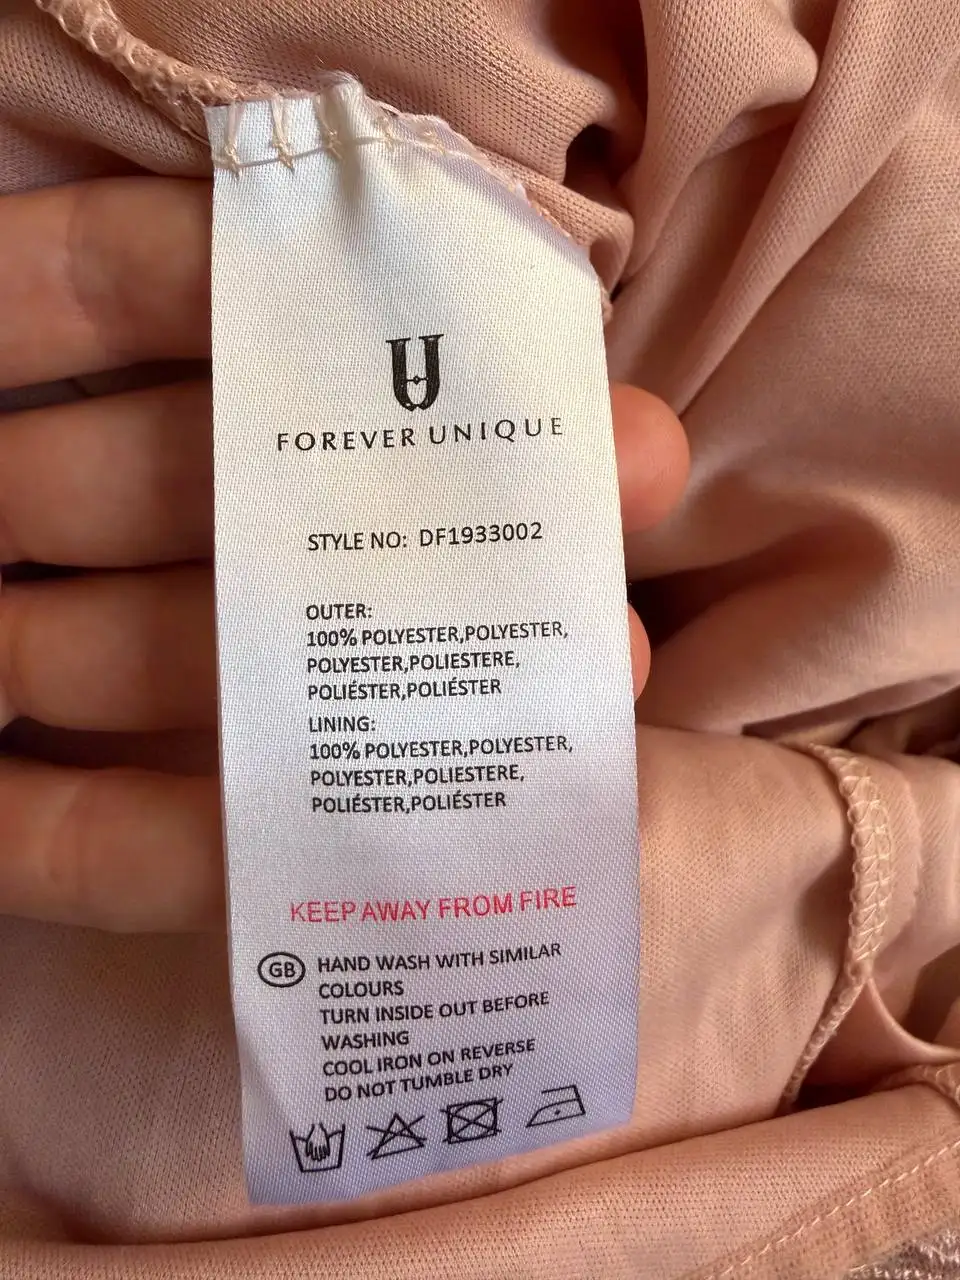 FOREVER UNIQUE
STYLE NO: DF1933002
OUTER:
100% POLYESTER,POLYESTER,
POLYESTER,POLIESTERE,
POLIÉSTER,POLIÉSTER
LINING:
100% POLYESTER,POLYESTER,
POLYESTER,POLIESTERE,
POLIÉSTER,POLIÉSTER
KEEP AWAY FROM FIRE
GB HAND WASH WITH SIMILAR
COLOURS
TURN INSIDE OUT BEFORE
WASHING
COOL IRON ON REVERSE
DO NOT TUMBLE DRY